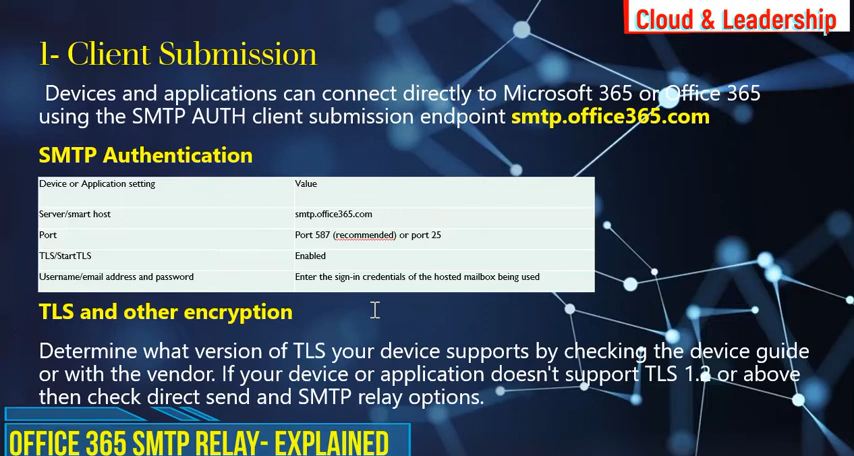 Cloud & Leadership
1- Client Submission
Devices and applications can connect directly to Microsoft 365 or Office 365
using the SMTP AUTH client submission endpoint smtp.office365.com
SMTP Authentication
Device or Application setting Value
Server/smart host smtp.office365.com
Port Port 587 (recommended) or port 25
TLS/StartTLS Enabled
Username/email address and password Enter the sign-in credentials of the hosted mailbox being used
TLS and other encryption
Determine what version of TLS your device supports by checking the device guide
or with the vendor. If your device or application doesn't support TLS 1.2 or above
then check direct send and SMTP relay options.
OFFICE 365 SMTP RELAY- EXPLAINED